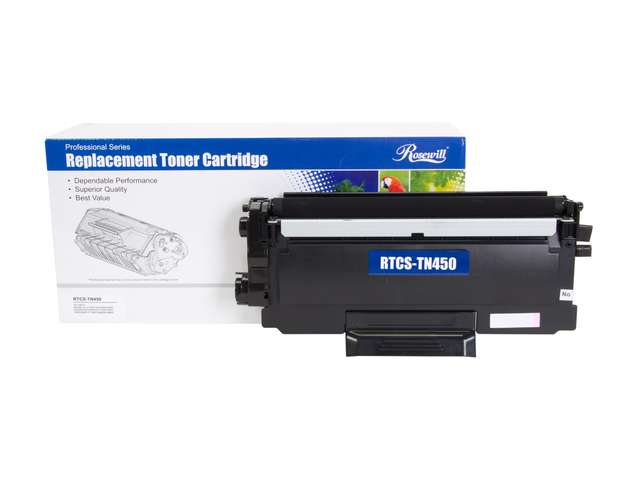 Professional Series
Replacement Toner Cartridge
Rosewill
• Dependable Performance
• Superior Quality
• Best Value
RTCS-TN450
RTCS-TN450
No